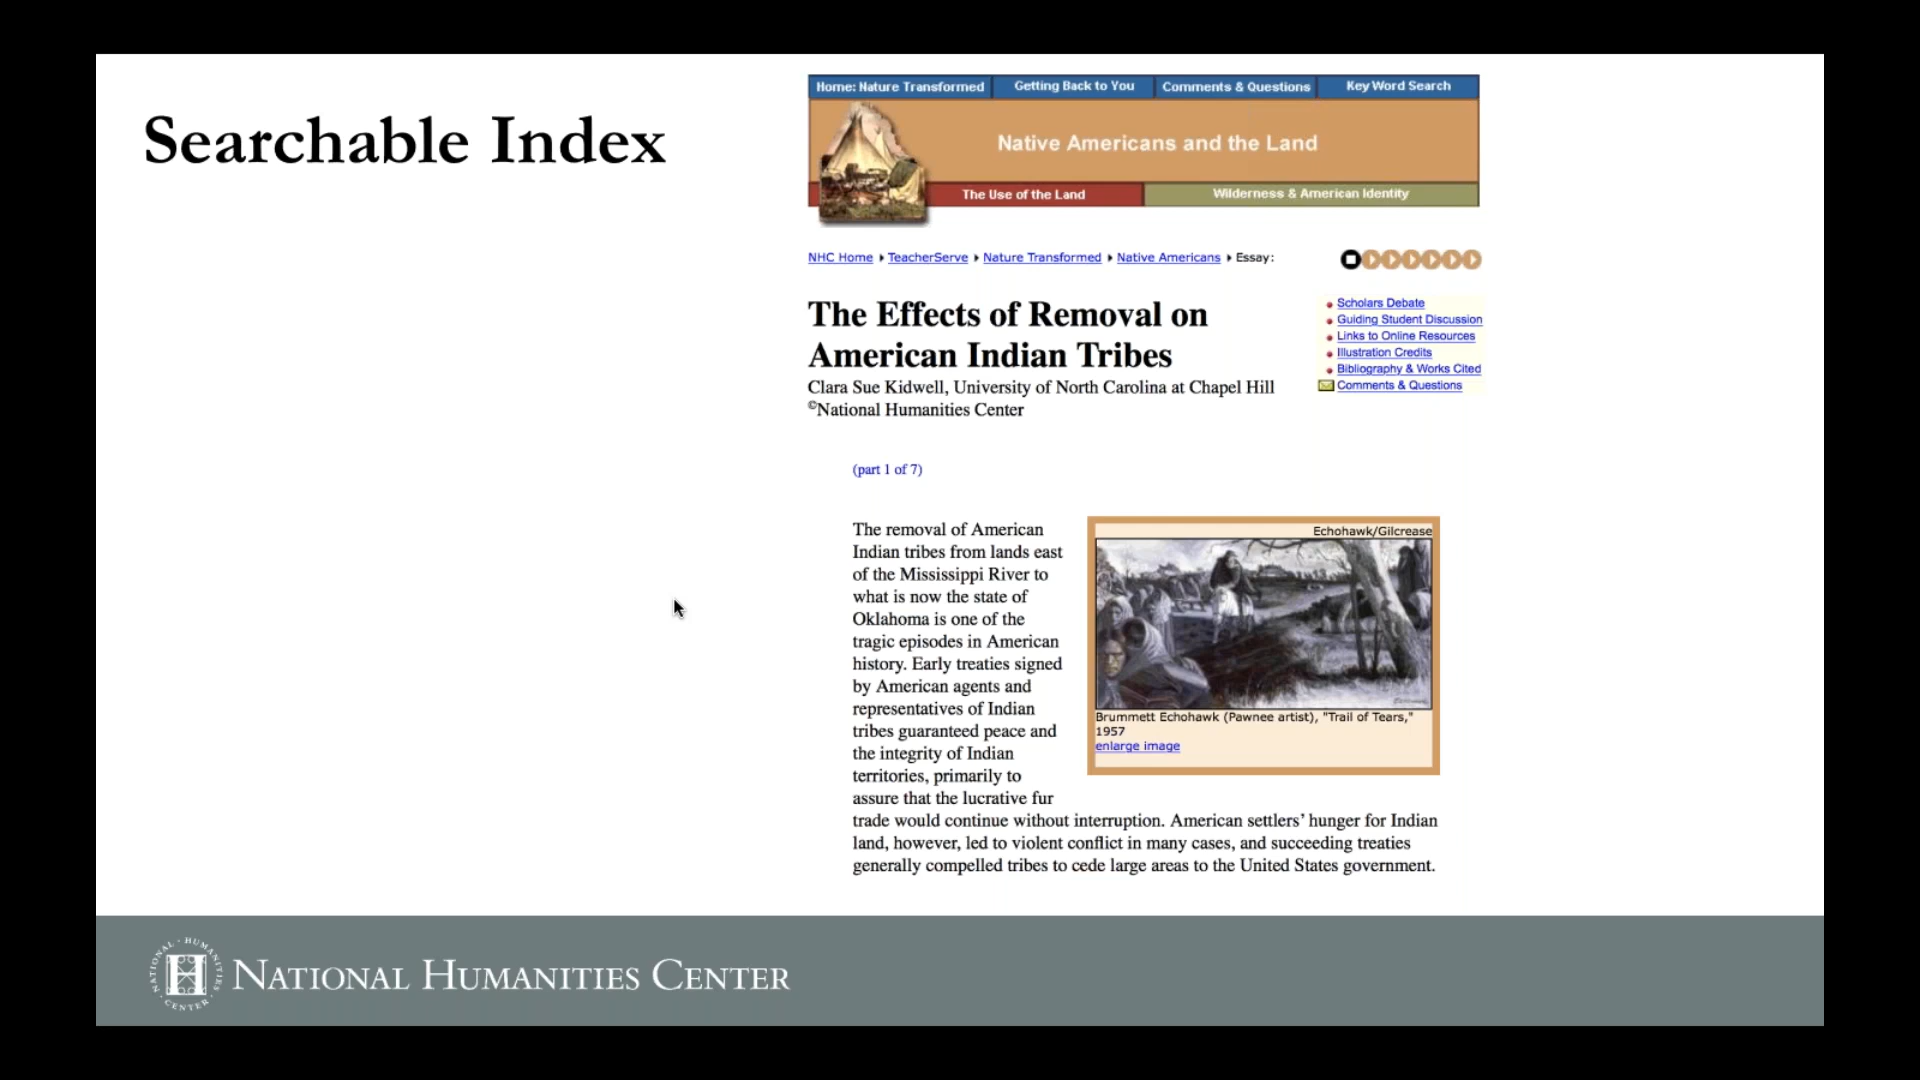 Searchable Index
Home: Nature Transformed
Getting Back to You
Comments & Questions
Key Word Search
Native Americans and the Land
The Use of the Land
Wilderness & American Identity
NHC Home TeacherServe Nature Transformed Native Americans Essay:
The Effects of Removal on
American Indian Tribes
Clara Sue Kidwell, University of North Carolina at Chapel Hill
©National Humanities Center
Scholars Debate
Guiding Student Discussion
Links to Online Resources
Illustration Credits
Bibliography & Works Cited
Comments & Questions
(part 1 of 7)
The removal of American
Indian tribes from lands east
of the Mississippi River to
what is now the state of
Oklahoma is one of the
tragic episodes in American
history. Early treaties signed
by American agents and
representatives of Indian
tribes guaranteed peace and
the integrity of Indian
territories, primarily to
assure that the lucrative fur
trade would continue without interruption. American settlers' hunger for Indian
land, however, led to violent conflict in many cases, and succeeding treaties
generally compelled tribes to cede large areas to the United States government.
Echohawk/Gilcrease
Brummett Echohawk (Pawnee artist), "Trail of Tears,"
1957
enlarge image
NATIONAL · HUMANITIES · CENTER ·
H
NATIONAL HUMANITIES CENTER